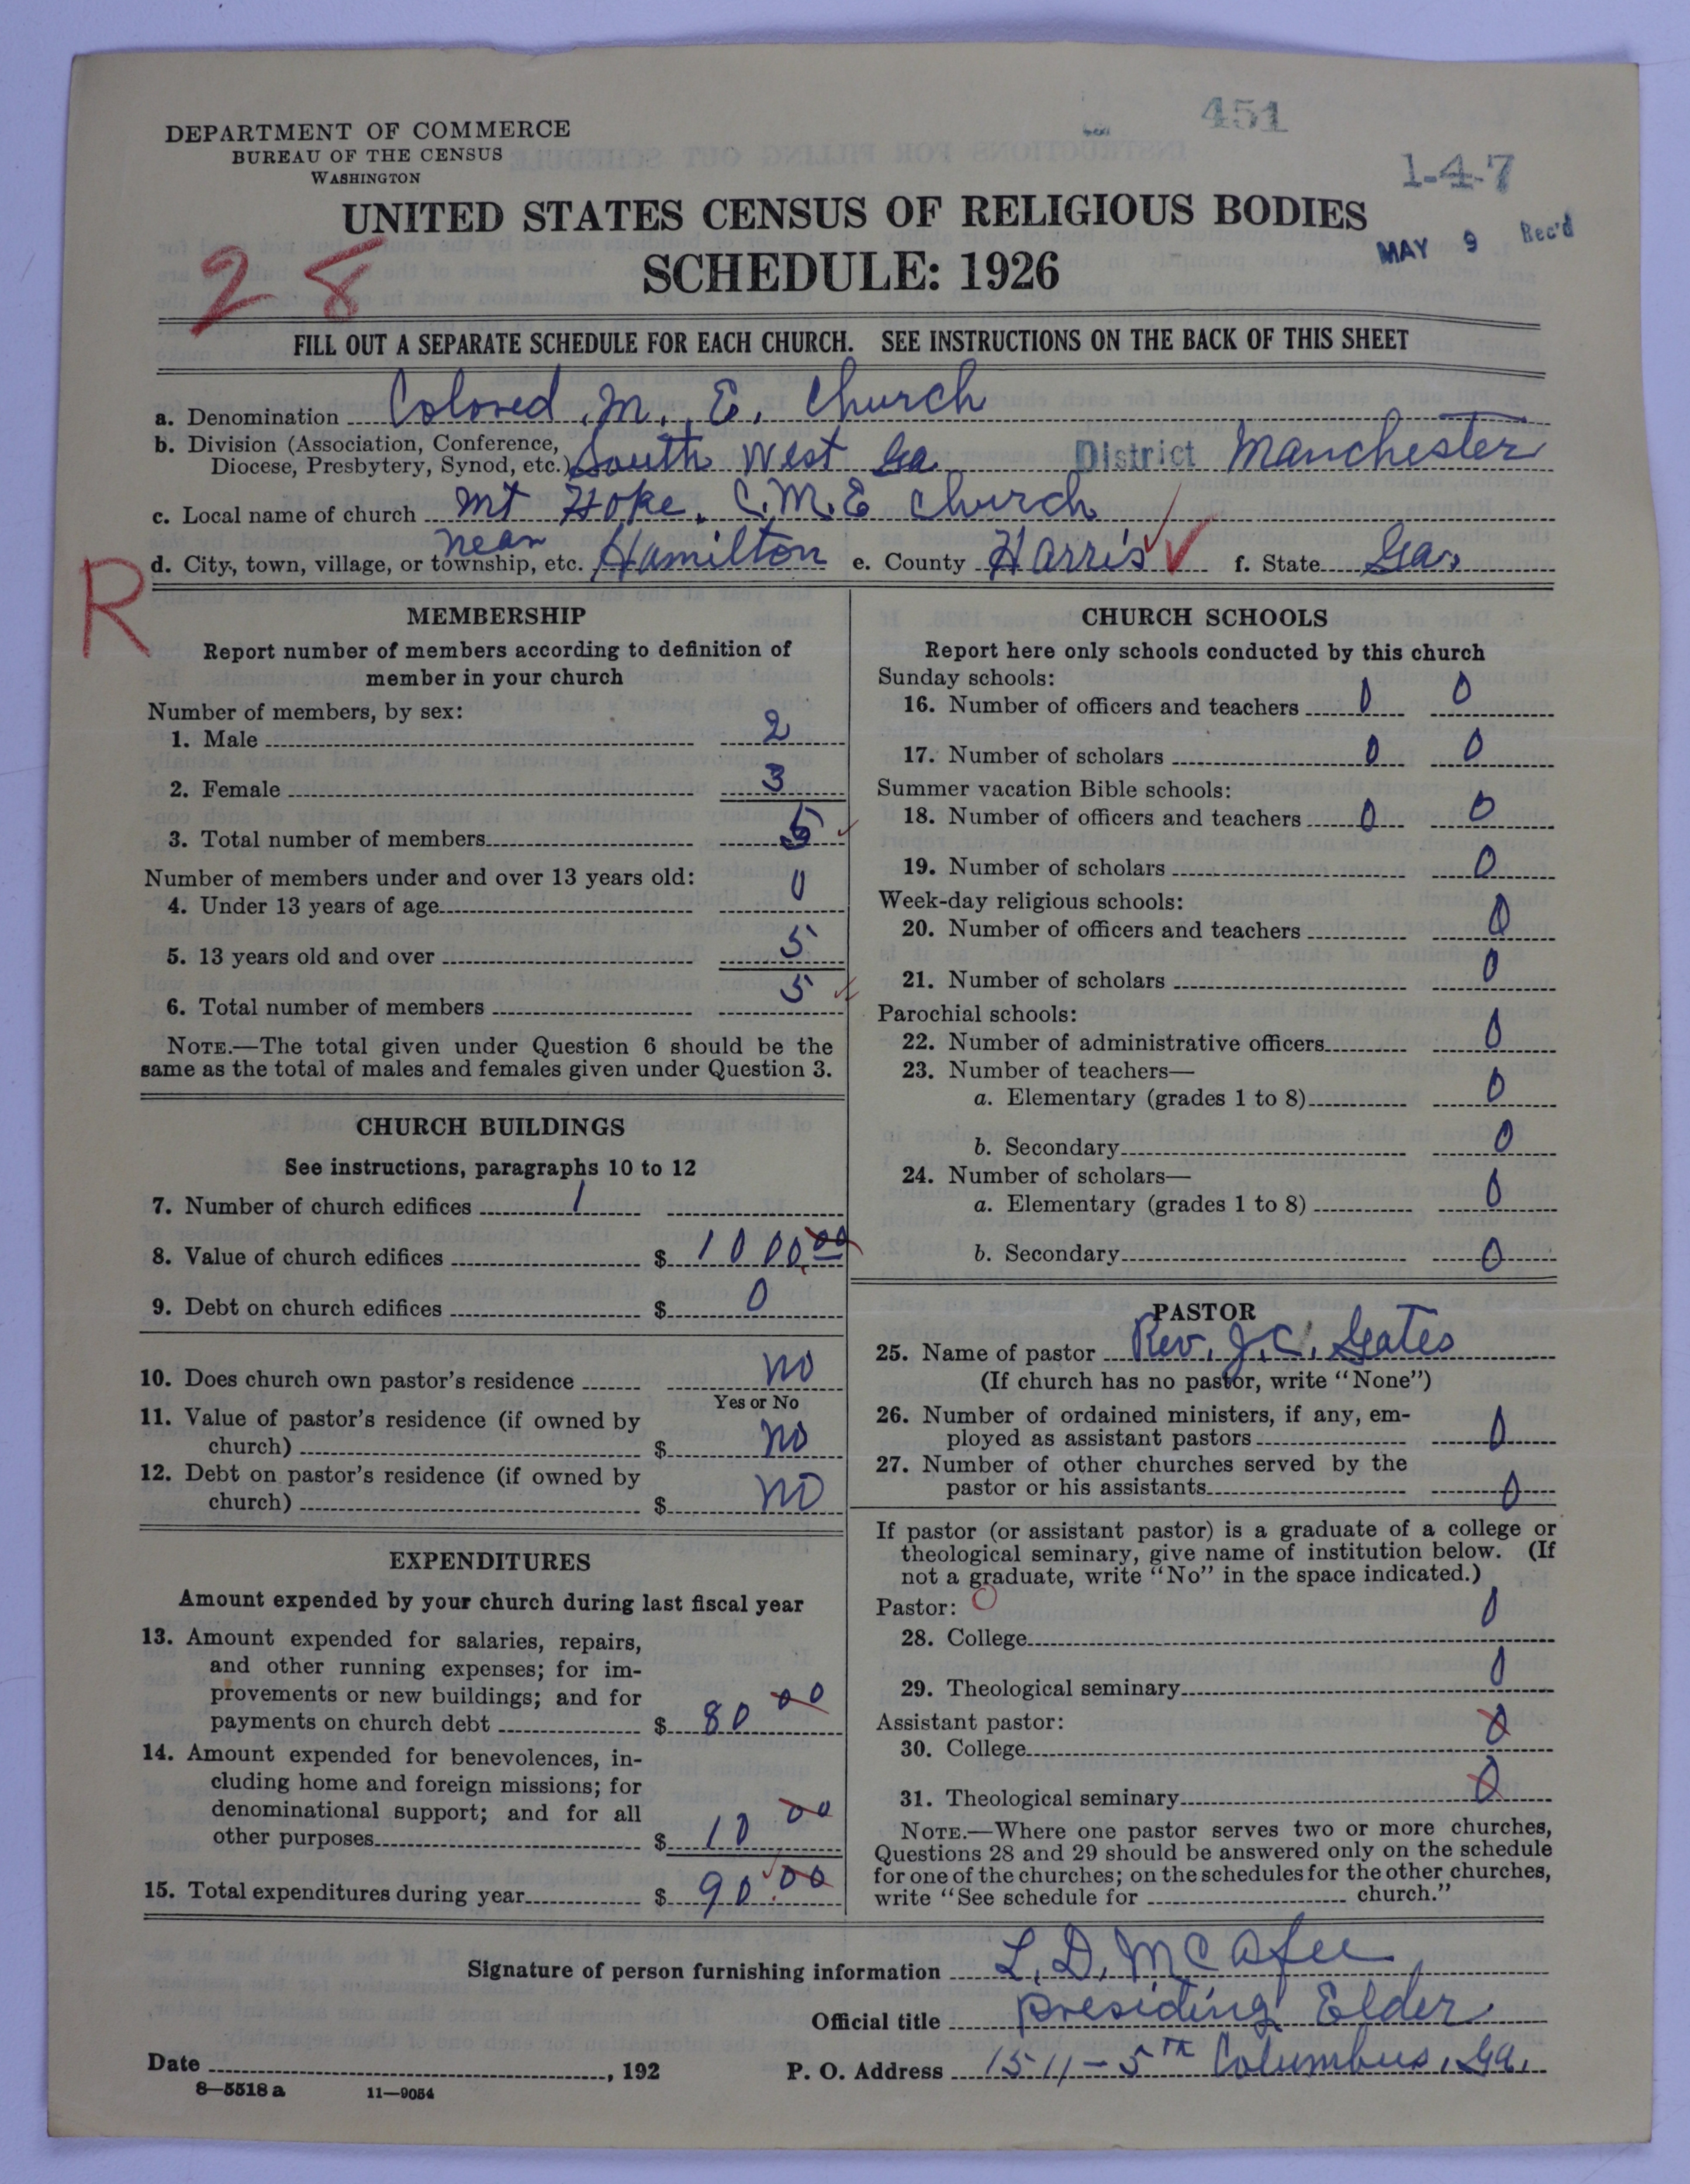 451
DEPARTMENT OF COMMERCE
BUREAU OF THE CENSUS
WASHINGTON
1-4-7
UNITED STATES CENSUS OF RELIGIOUS BODIES
MAY 9 Rec'd
28
SCHEDULE: 1926
FILL OUT A SEPARATE SCHEDULE FOR EACH CHURCH. SEE INSTRUCTIONS ON THE BACK OF THIS SHEET
a. Denomination Colored M. E. Church
b. Division (Association, Conference,
Diocese, Presbytery, Synod, etc.) South West Ga District Manchester
c. Local name of church Mt Hope. C.M.E Church
d. City, town, village, or township, etc. near Hamilton e. County Harris f. State Ga.
R
MEMBERSHIP
Report number of members according to definition of
member in your church
Number of members, by sex:
1. Male 2
2. Female 3
3. Total number of members 5
Number of members under and over 13 years old:
4. Under 13 years of age 0
5. 13 years old and over 5
6. Total number of members 5
NOTE.—The total given under Question 6 should be the
same as the total of males and females given under Question 3.
CHURCH BUILDINGS
See instructions, paragraphs 10 to 12
7. Number of church edifices 1
8. Value of church edifices $ 1000.00
9. Debt on church edifices $ 0
10. Does church own pastor's residence no
Yes or No
11. Value of pastor's residence (if owned by
church) $ no
12. Debt on pastor's residence (if owned by
church) $ no
EXPENDITURES
Amount expended by your church during last fiscal year
13. Amount expended for salaries, repairs,
and other running expenses; for im-
provements or new buildings; and for
payments on church debt $ 80 00
14. Amount expended for benevolences, in-
cluding home and foreign missions; for
denominational support; and for all
other purposes $ 10 00
15. Total expenditures during year $ 90.00
CHURCH SCHOOLS
Report here only schools conducted by this church
Sunday schools:
16. Number of officers and teachers 0 0
17. Number of scholars 0 0
Summer vacation Bible schools:
18. Number of officers and teachers 0 0
19. Number of scholars 0
Week-day religious schools:
20. Number of officers and teachers 0
21. Number of scholars 0
Parochial schools:
22. Number of administrative officers 0
23. Number of teachers—
a. Elementary (grades 1 to 8) 0
b. Secondary 0
24. Number of scholars—
a. Elementary (grades 1 to 8) 0
b. Secondary 0
PASTOR
25. Name of pastor Rev. J. C. Gates
(If church has no pastor, write "None")
26. Number of ordained ministers, if any, em-
ployed as assistant pastors 0
27. Number of other churches served by the
pastor or his assistants 0
If pastor (or assistant pastor) is a graduate of a college or
theological seminary, give name of institution below. (If
not a graduate, write "No" in the space indicated.)
Pastor: 0
28. College 0
29. Theological seminary 0
Assistant pastor:
30. College 0
31. Theological seminary 0
NOTE.—Where one pastor serves two or more churches,
Questions 28 and 29 should be answered only on the schedule
for one of the churches; on the schedules for the other churches,
write "See schedule for church."
Signature of person furnishing information L. D. McAfee
Official title presiding Elder
Date , 192 P. O. Address 1511-5th Columbus, Ga.
8-5518 a 11-9054